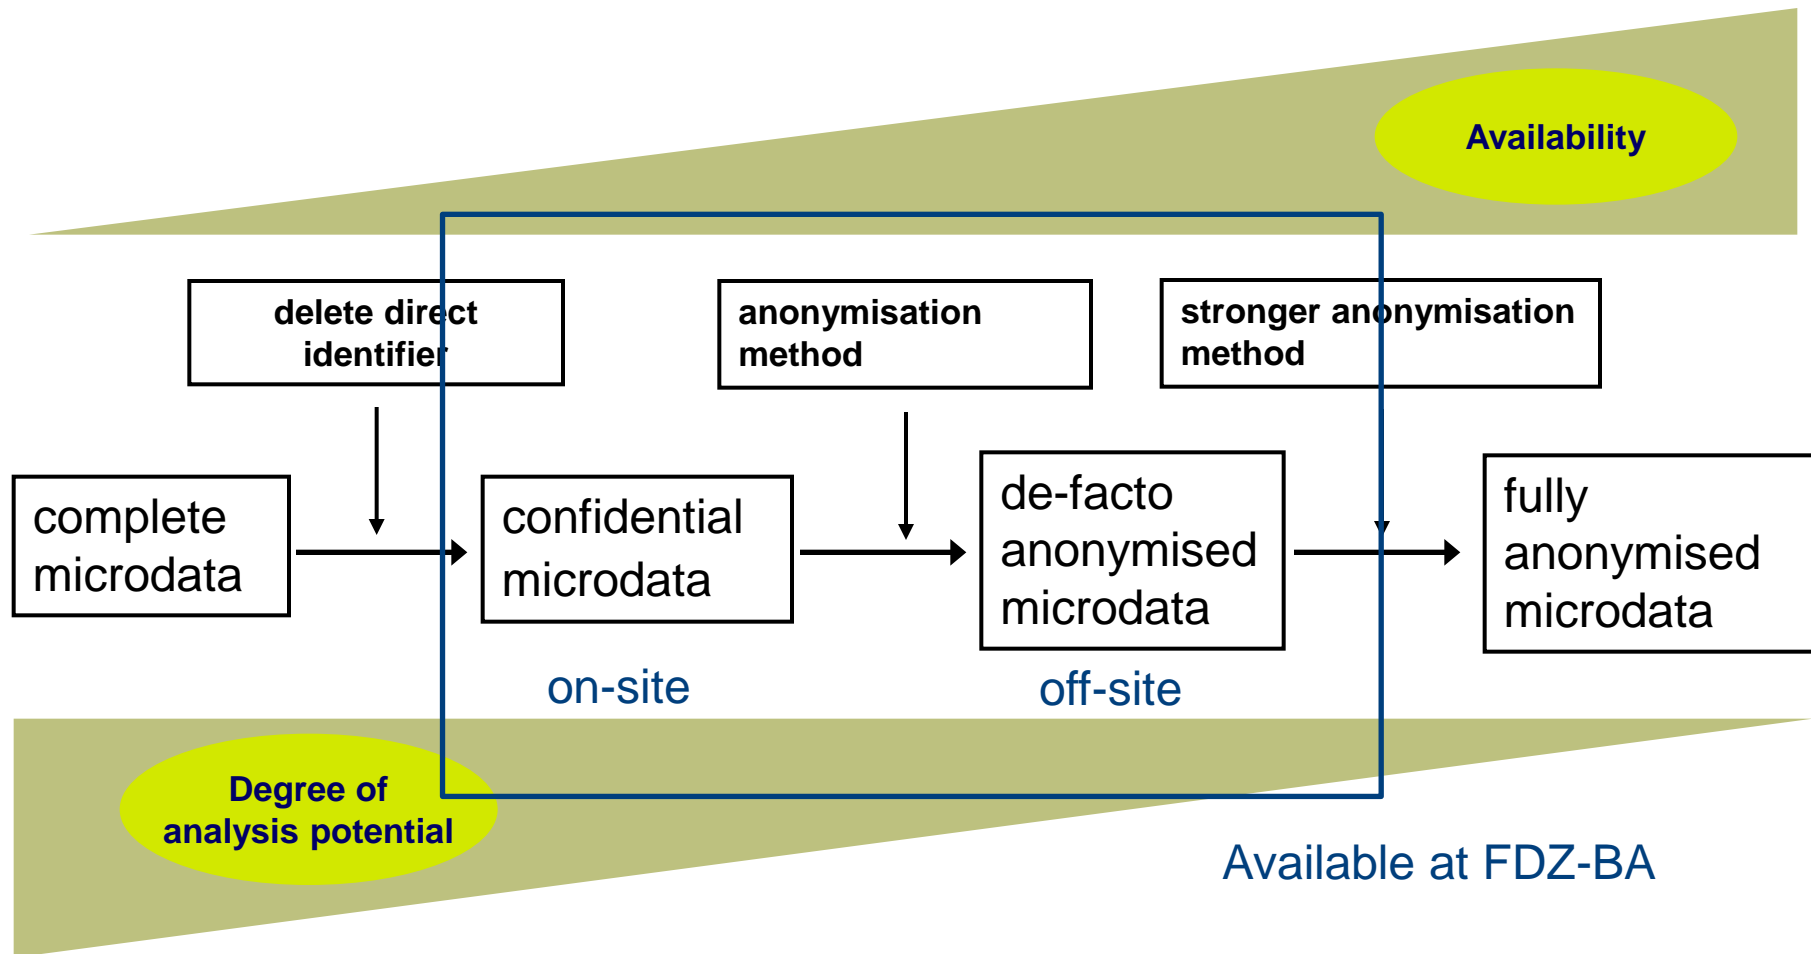 Availability
delete direct
identifier
anonymisation
method
stronger anonymisation
method
complete
microdata
confidential
microdata
de-facto
anonymised
microdata
fully
anonymised
microdata
on-site
off-site
Degree of
analysis potential
Available at FDZ-BA